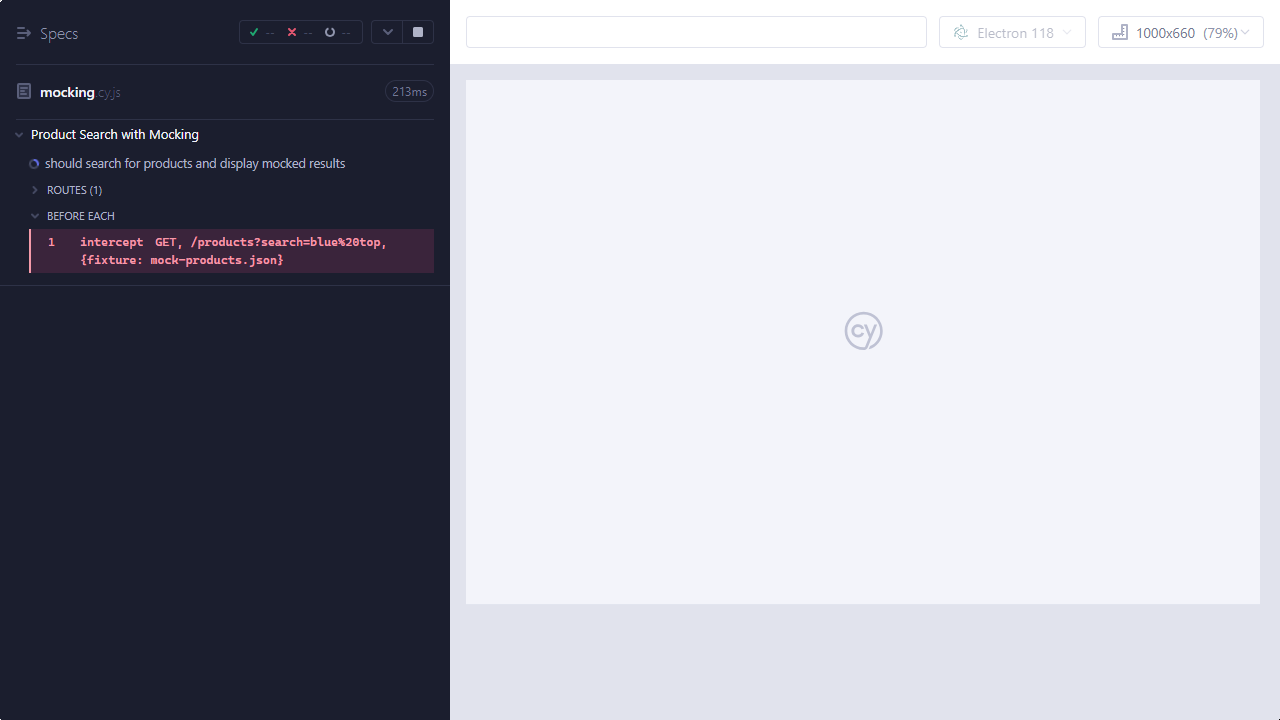 Specs
-- -- --
mocking.cy.js
213ms
Product Search with Mocking
should search for products and display mocked results
ROUTES (1)
BEFORE EACH
1 intercept GET, /products?search=blue%20top,
{fixture: mock-products.json}
Electron 118
1000x660 (79%)
cy